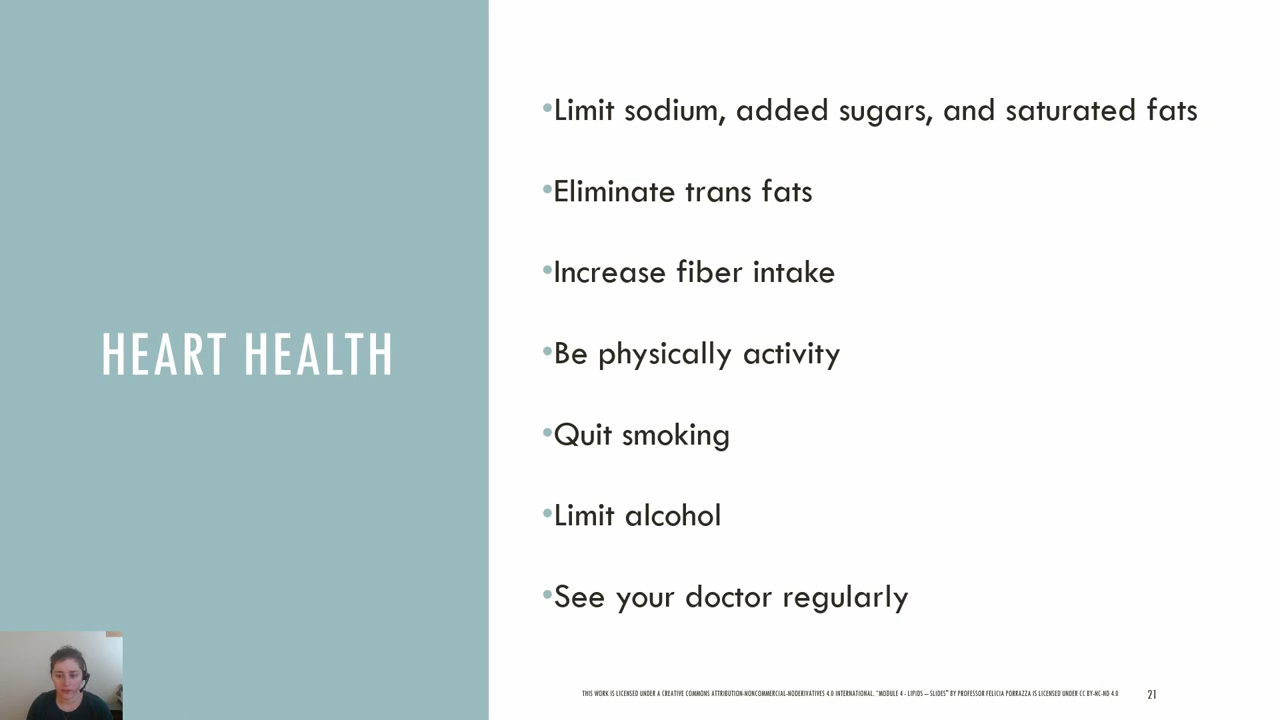 HEART HEALTH
•Limit sodium, added sugars, and saturated fats
•Eliminate trans fats
•Increase fiber intake
•Be physically activity
•Quit smoking
•Limit alcohol
•See your doctor regularly
THIS WORK IS LICENSED UNDER A CREATIVE COMMONS ATTRIBUTION-NONCOMMERCIAL-NODERIVATIVES 4.0 INTERNATIONAL. "MODULE 4 - LIPIDS – SLIDES" BY PROFESSOR FELICIA PORRAZZA IS LICENSED UNDER CC BY-NC-ND 4.0
21